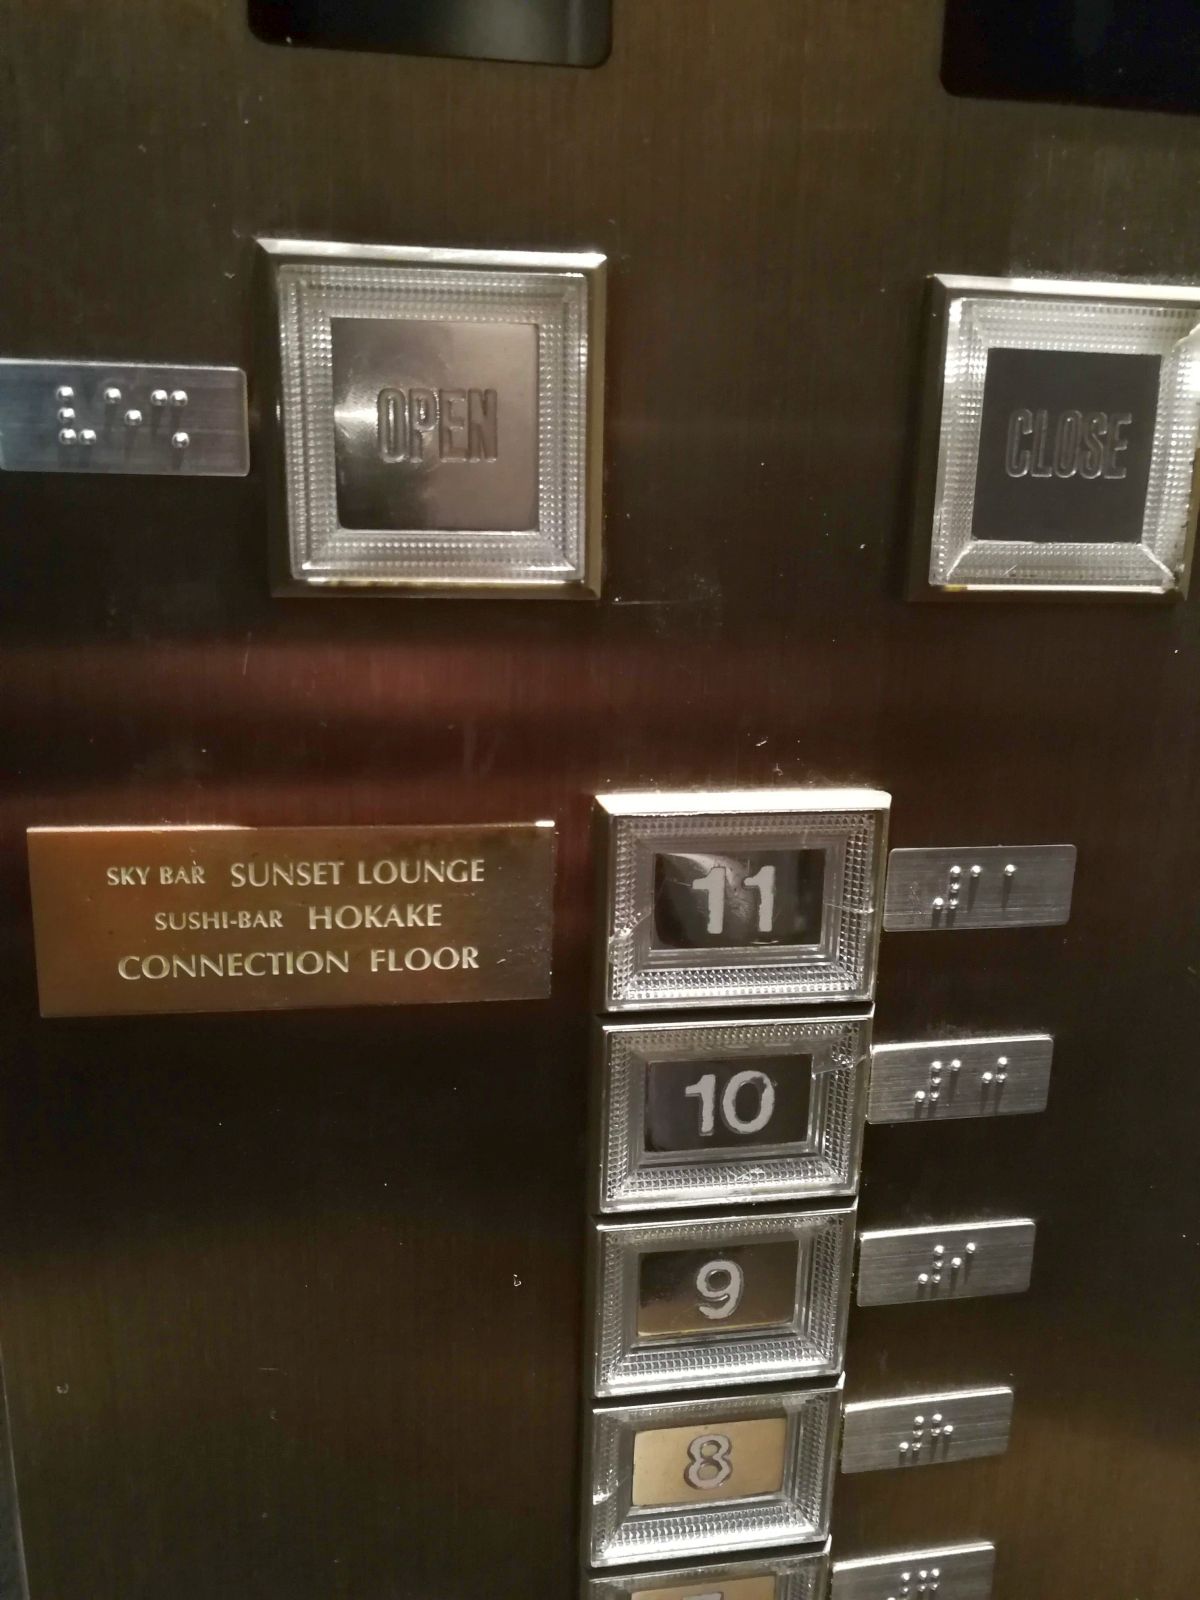 OPEN
CLOSE
SKY BAR SUNSET LOUNGE
SUSHI-BAR HOKAKE
CONNECTION FLOOR
11
10
9
8